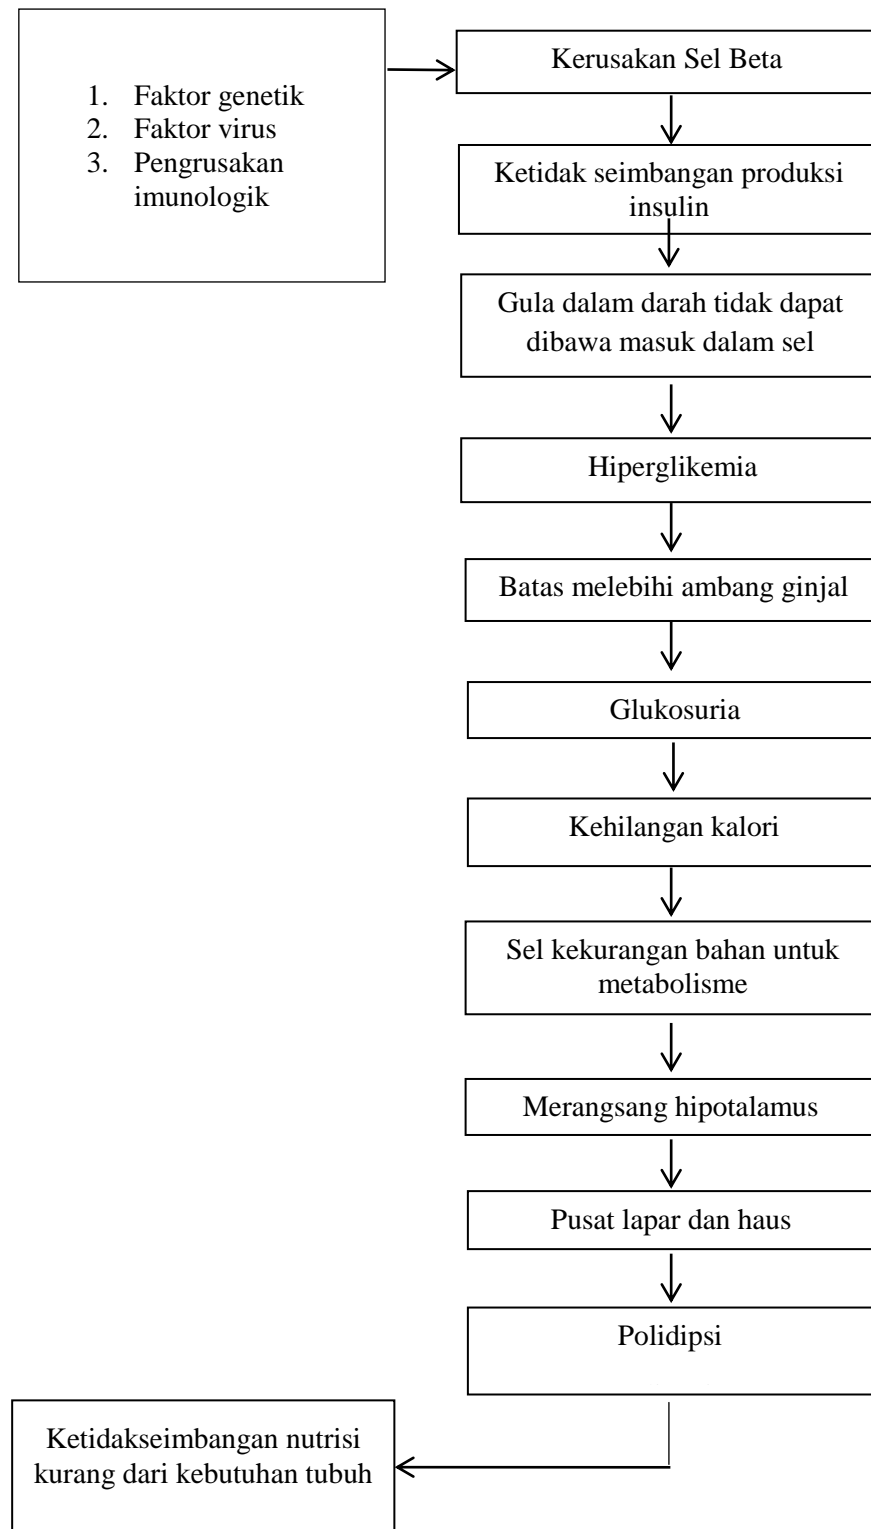 1. Faktor genetik
2. Faktor virus
3. Pengrusakan
imunologik
Kerusakan Sel Beta
Ketidak seimbangan produksi
insulin
Gula dalam darah tidak dapat
dibawa masuk dalam sel
Hiperglikemia
Batas melebihi ambang ginjal
Glukosuria
Kehilangan kalori
Sel kekurangan bahan untuk
metabolisme
Merangsang hipotalamus
Pusat lapar dan haus
Polidipsi
Ketidakseimbangan nutrisi
kurang dari kebutuhan tubuh